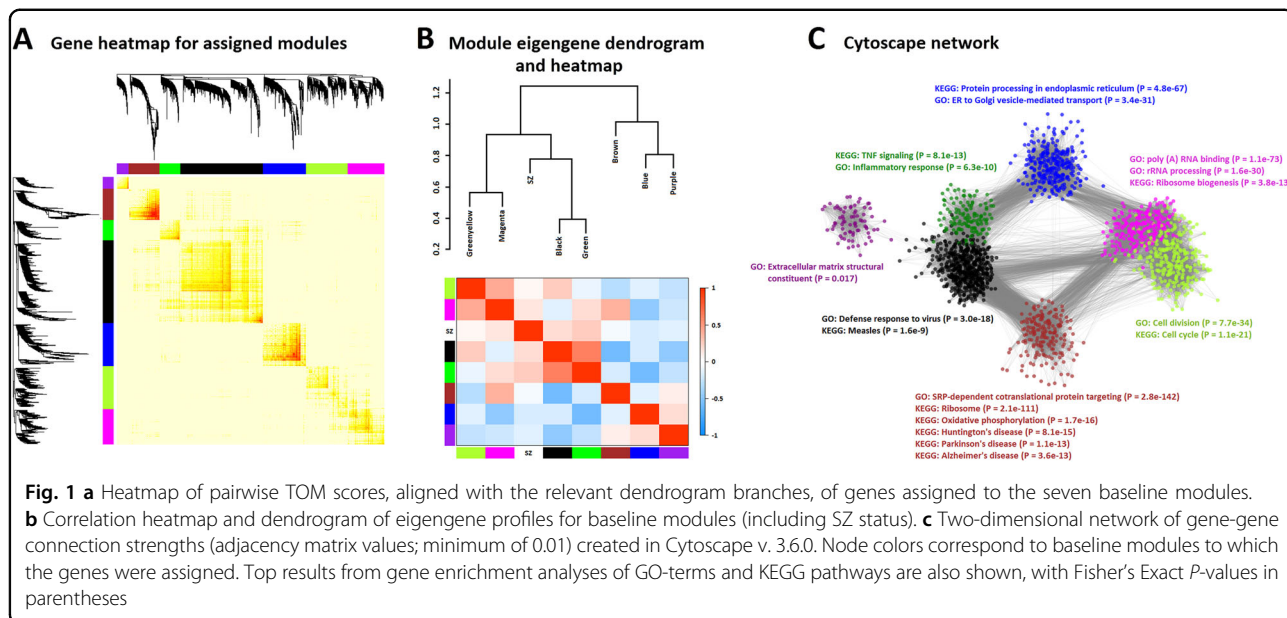 A Gene heatmap for assigned modules
B Module eigengene dendrogram
and heatmap
1.2
1.0
0.8
0.6
0.4
0.2
Greenyellow
Magenta
SZ
Black
Green
Brown
Blue
Purple
SZ
SZ
1
0.5
0
-0.5
-1
C Cytoscape network
KEGG: Protein processing in endoplasmic reticulum (P = 4.8e-67)
GO: ER to Golgi vesicle-mediated transport (P = 3.4e-31)
KEGG: TNF signaling (P = 8.1e-13)
GO: Inflammatory response (P = 6.3e-10)
GO: poly (A) RNA binding (P = 1.1e-73)
GO: rRNA processing (P = 1.6e-30)
KEGG: Ribosome biogenesis (P = 3.8e-13
GO: Extracellular matrix structural
constituent (P = 0.017)
GO: Defense response to virus (P = 3.0e-18)
KEGG: Measles (P = 1.6e-9)
GO: Cell division (P = 7.7e-34)
KEGG: Cell cycle (P = 1.1e-21)
GO: SRP-dependent cotranslational protein targeting (P = 2.8e-142)
KEGG: Ribosome (P = 2.1e-111)
KEGG: Oxidative phosphorylation (P = 1.7e-16)
KEGG: Huntington's disease (P = 8.1e-15)
KEGG: Parkinson's disease (P = 1.1e-13)
KEGG: Alzheimer's disease (P = 3.6e-13)
Fig. 1 a Heatmap of pairwise TOM scores, aligned with the relevant dendrogram branches, of genes assigned to the seven baseline modules.
b Correlation heatmap and dendrogram of eigengene profiles for baseline modules (including SZ status). c Two-dimensional network of gene-gene
connection strengths (adjacency matrix values; minimum of 0.01) created in Cytoscape v. 3.6.0. Node colors correspond to baseline modules to which
the genes were assigned. Top results from gene enrichment analyses of GO-terms and KEGG pathways are also shown, with Fisher's Exact P-values in
parentheses